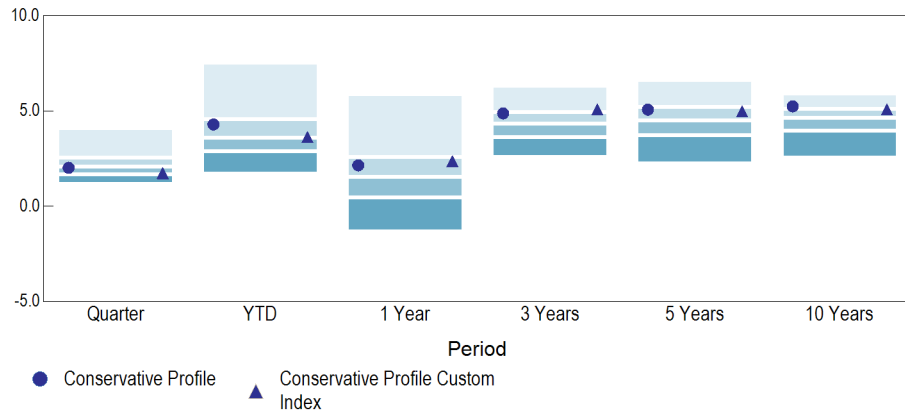 10.0
5.0
0.0
-5.0
Quarter YTD 1 Year 3 Years 5 Years 10 Years
Period
Conservative Profile Conservative Profile Custom
Index